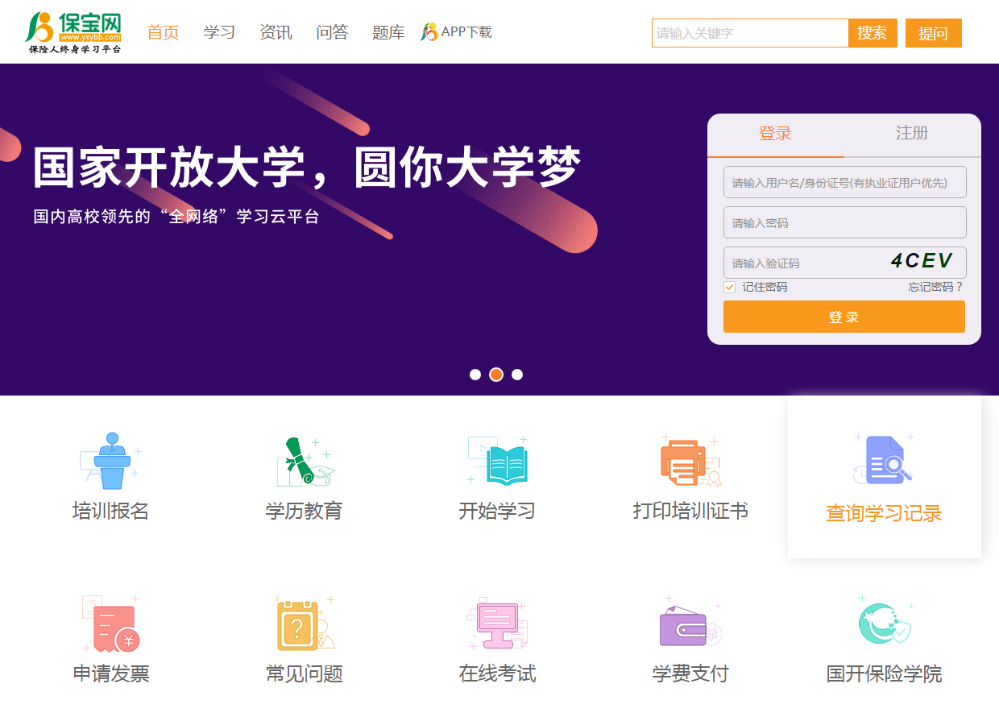 保宝网
www.yxybb.com
保险人终身学习平台
首页 学习 资讯 问答 题库 APP下载
请输入关键字 搜索 提问
国家开放大学，圆你大学梦
国内高校领先的“全网络”学习云平台
登录 注册
请输入用户名/身份证号(有执业证用户优先)
请输入密码
请输入验证码 4CEV
记住密码 忘记密码？
登 录
培训报名 学历教育 开始学习 打印培训证书 查询学习记录
申请发票 常见问题 在线考试 学费支付 国开保险学院